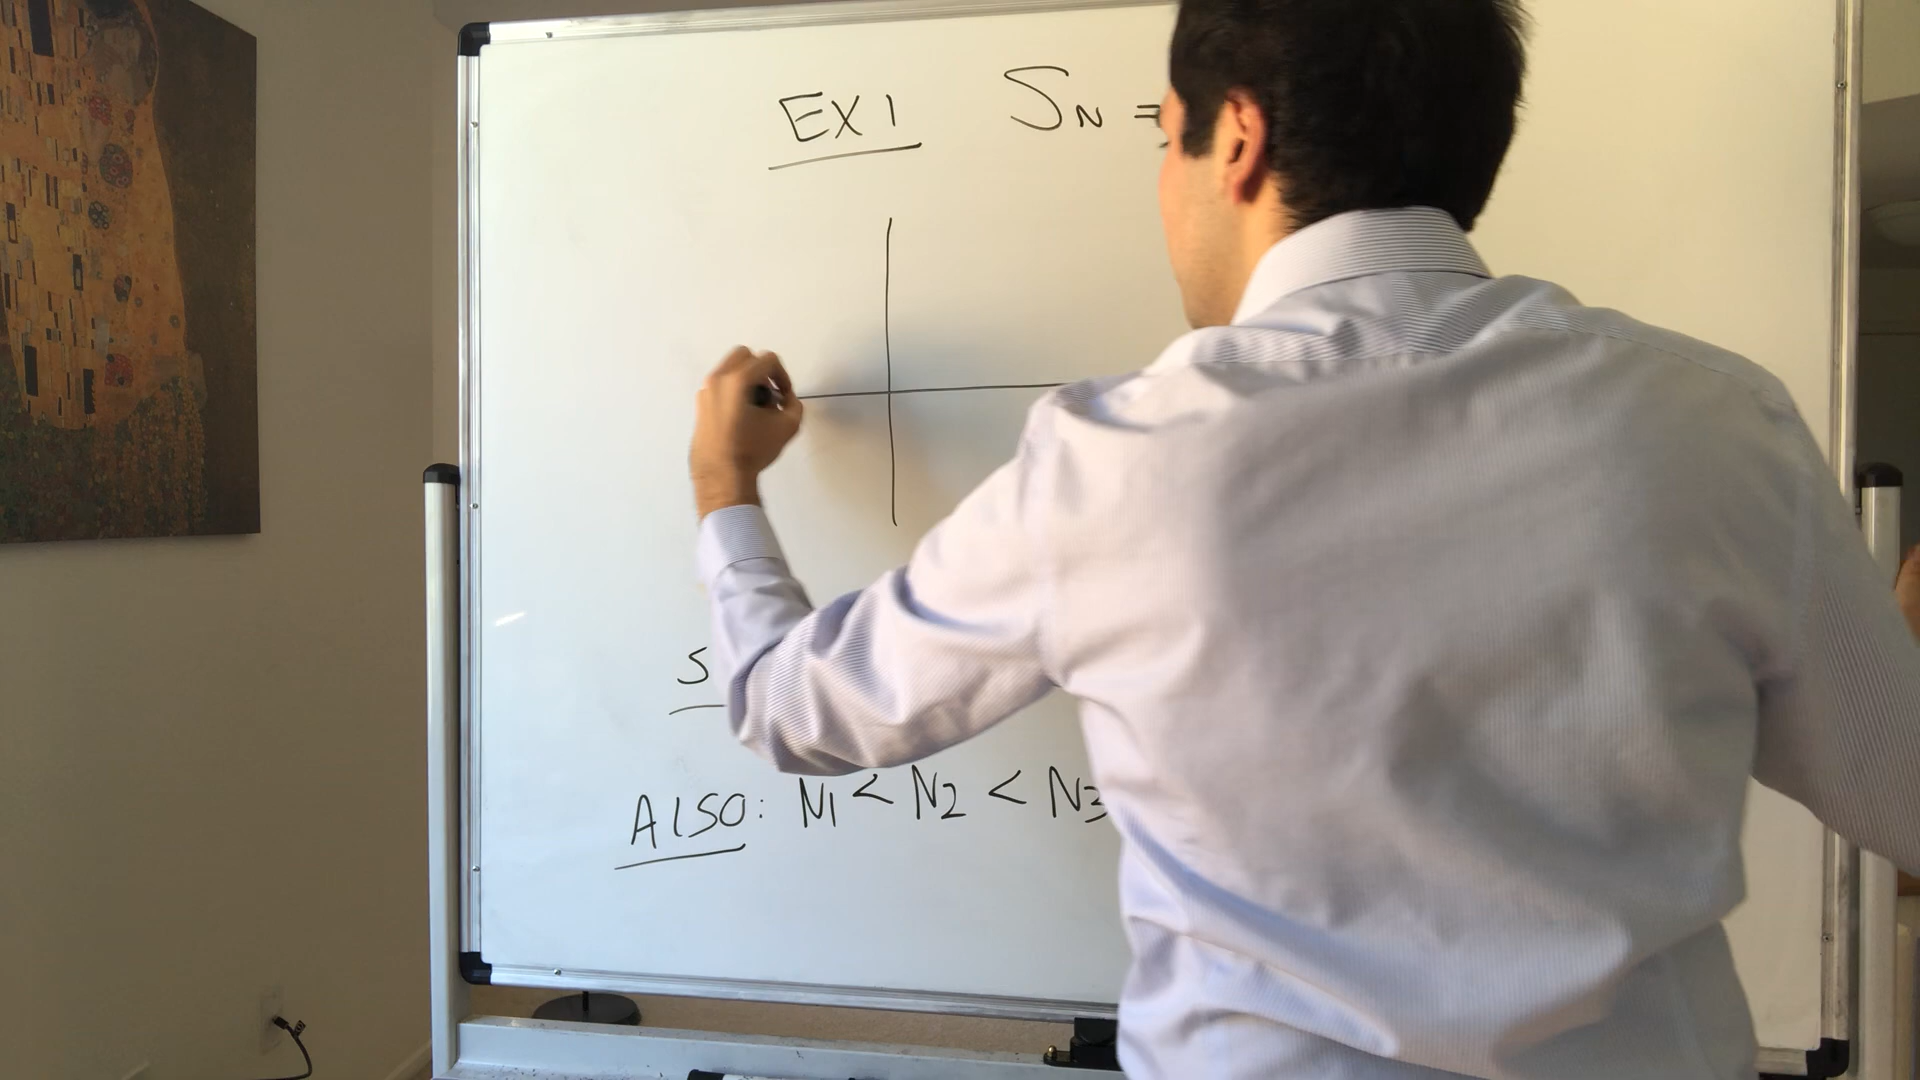 EX1 SN =
S
ALSO: N1 < N2 < N3